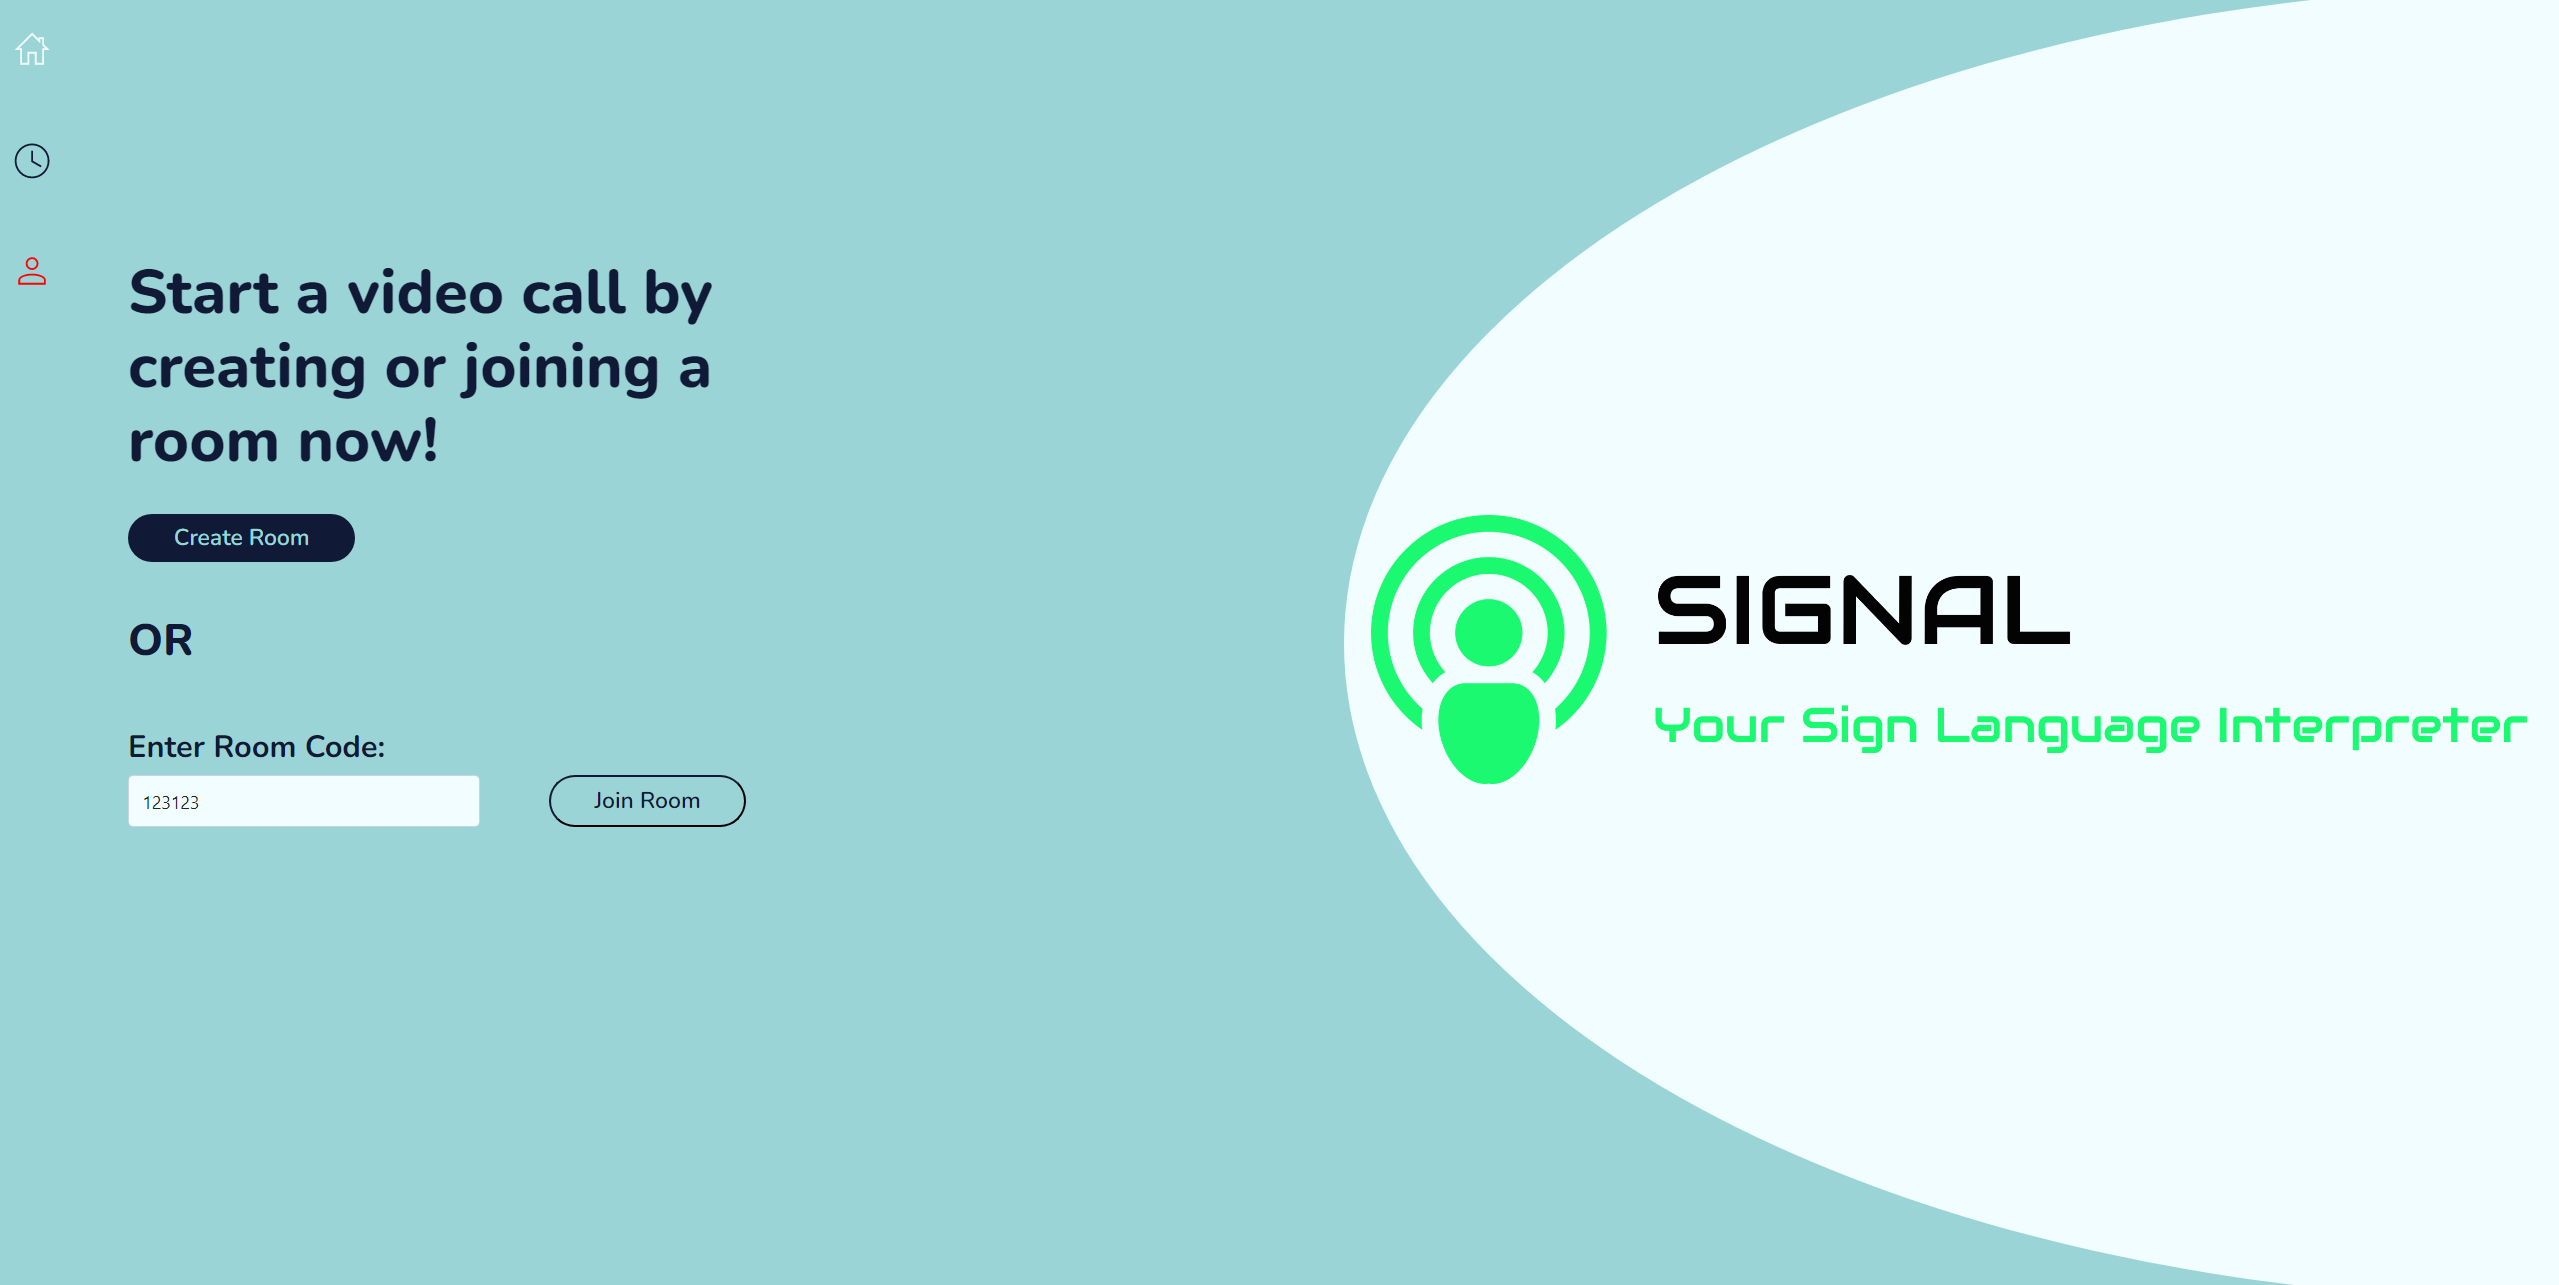 Start a video call by
creating or joining a
room now!
Create Room
OR
Enter Room Code:
123123
Join Room
SIGNAL
Your Sign Language Interpreter